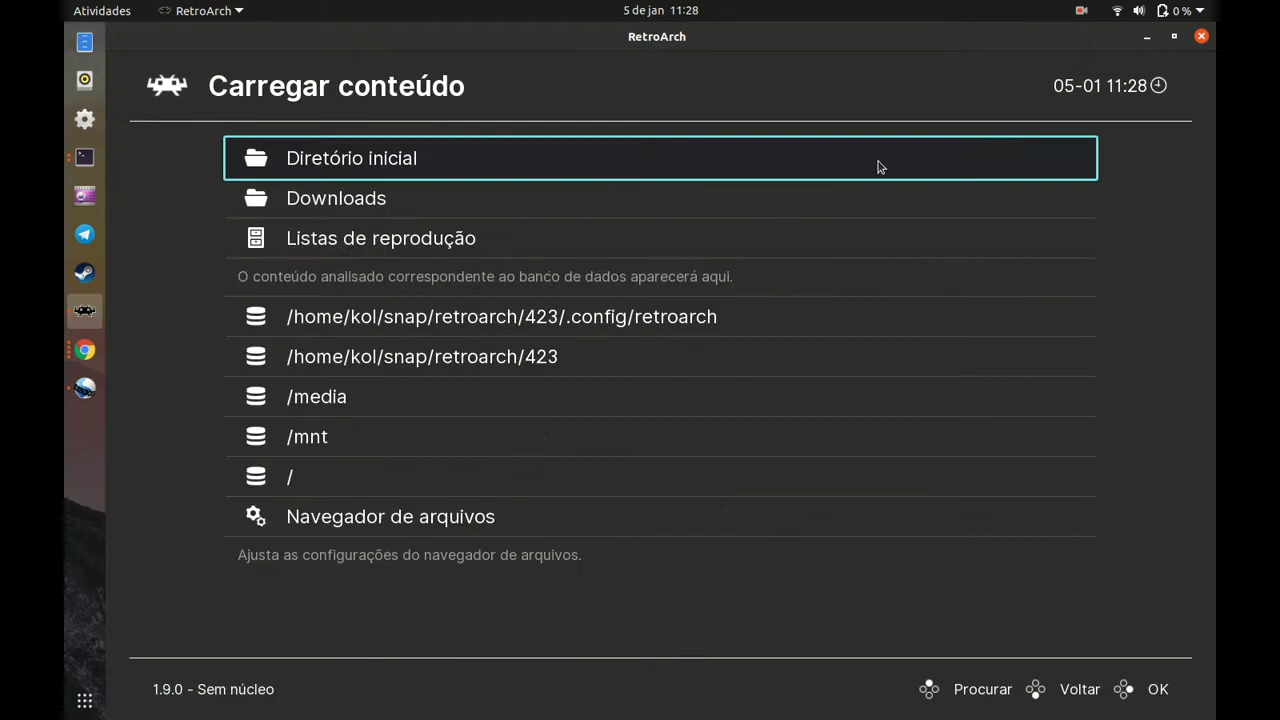 Atividades
RetroArch
5 de jan 11:28
0 %
RetroArch
Carregar conteúdo
05-01 11:28
Diretório inicial
Downloads
Listas de reprodução
O conteúdo analisado correspondente ao banco de dados aparecerá aqui.
/home/kol/snap/retroarch/423/.config/retroarch
/home/kol/snap/retroarch/423
/media
/mnt
/
Navegador de arquivos
Ajusta as configurações do navegador de arquivos.
1.9.0 - Sem núcleo
Procurar
Voltar
OK